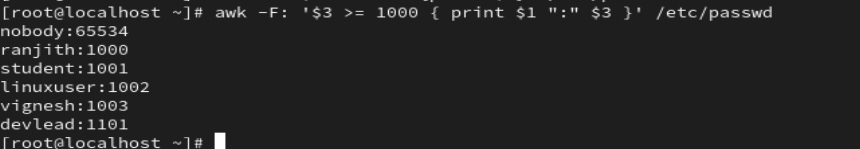 [root@localhost ~]# awk -F: '$3 >= 1000 { print $1 ":" $3 }' /etc/passwd
nobody:65534
ranjith:1000
student:1001
linuxuser:1002
vignesh:1003
devlead:1101
[root@localhost ~]#